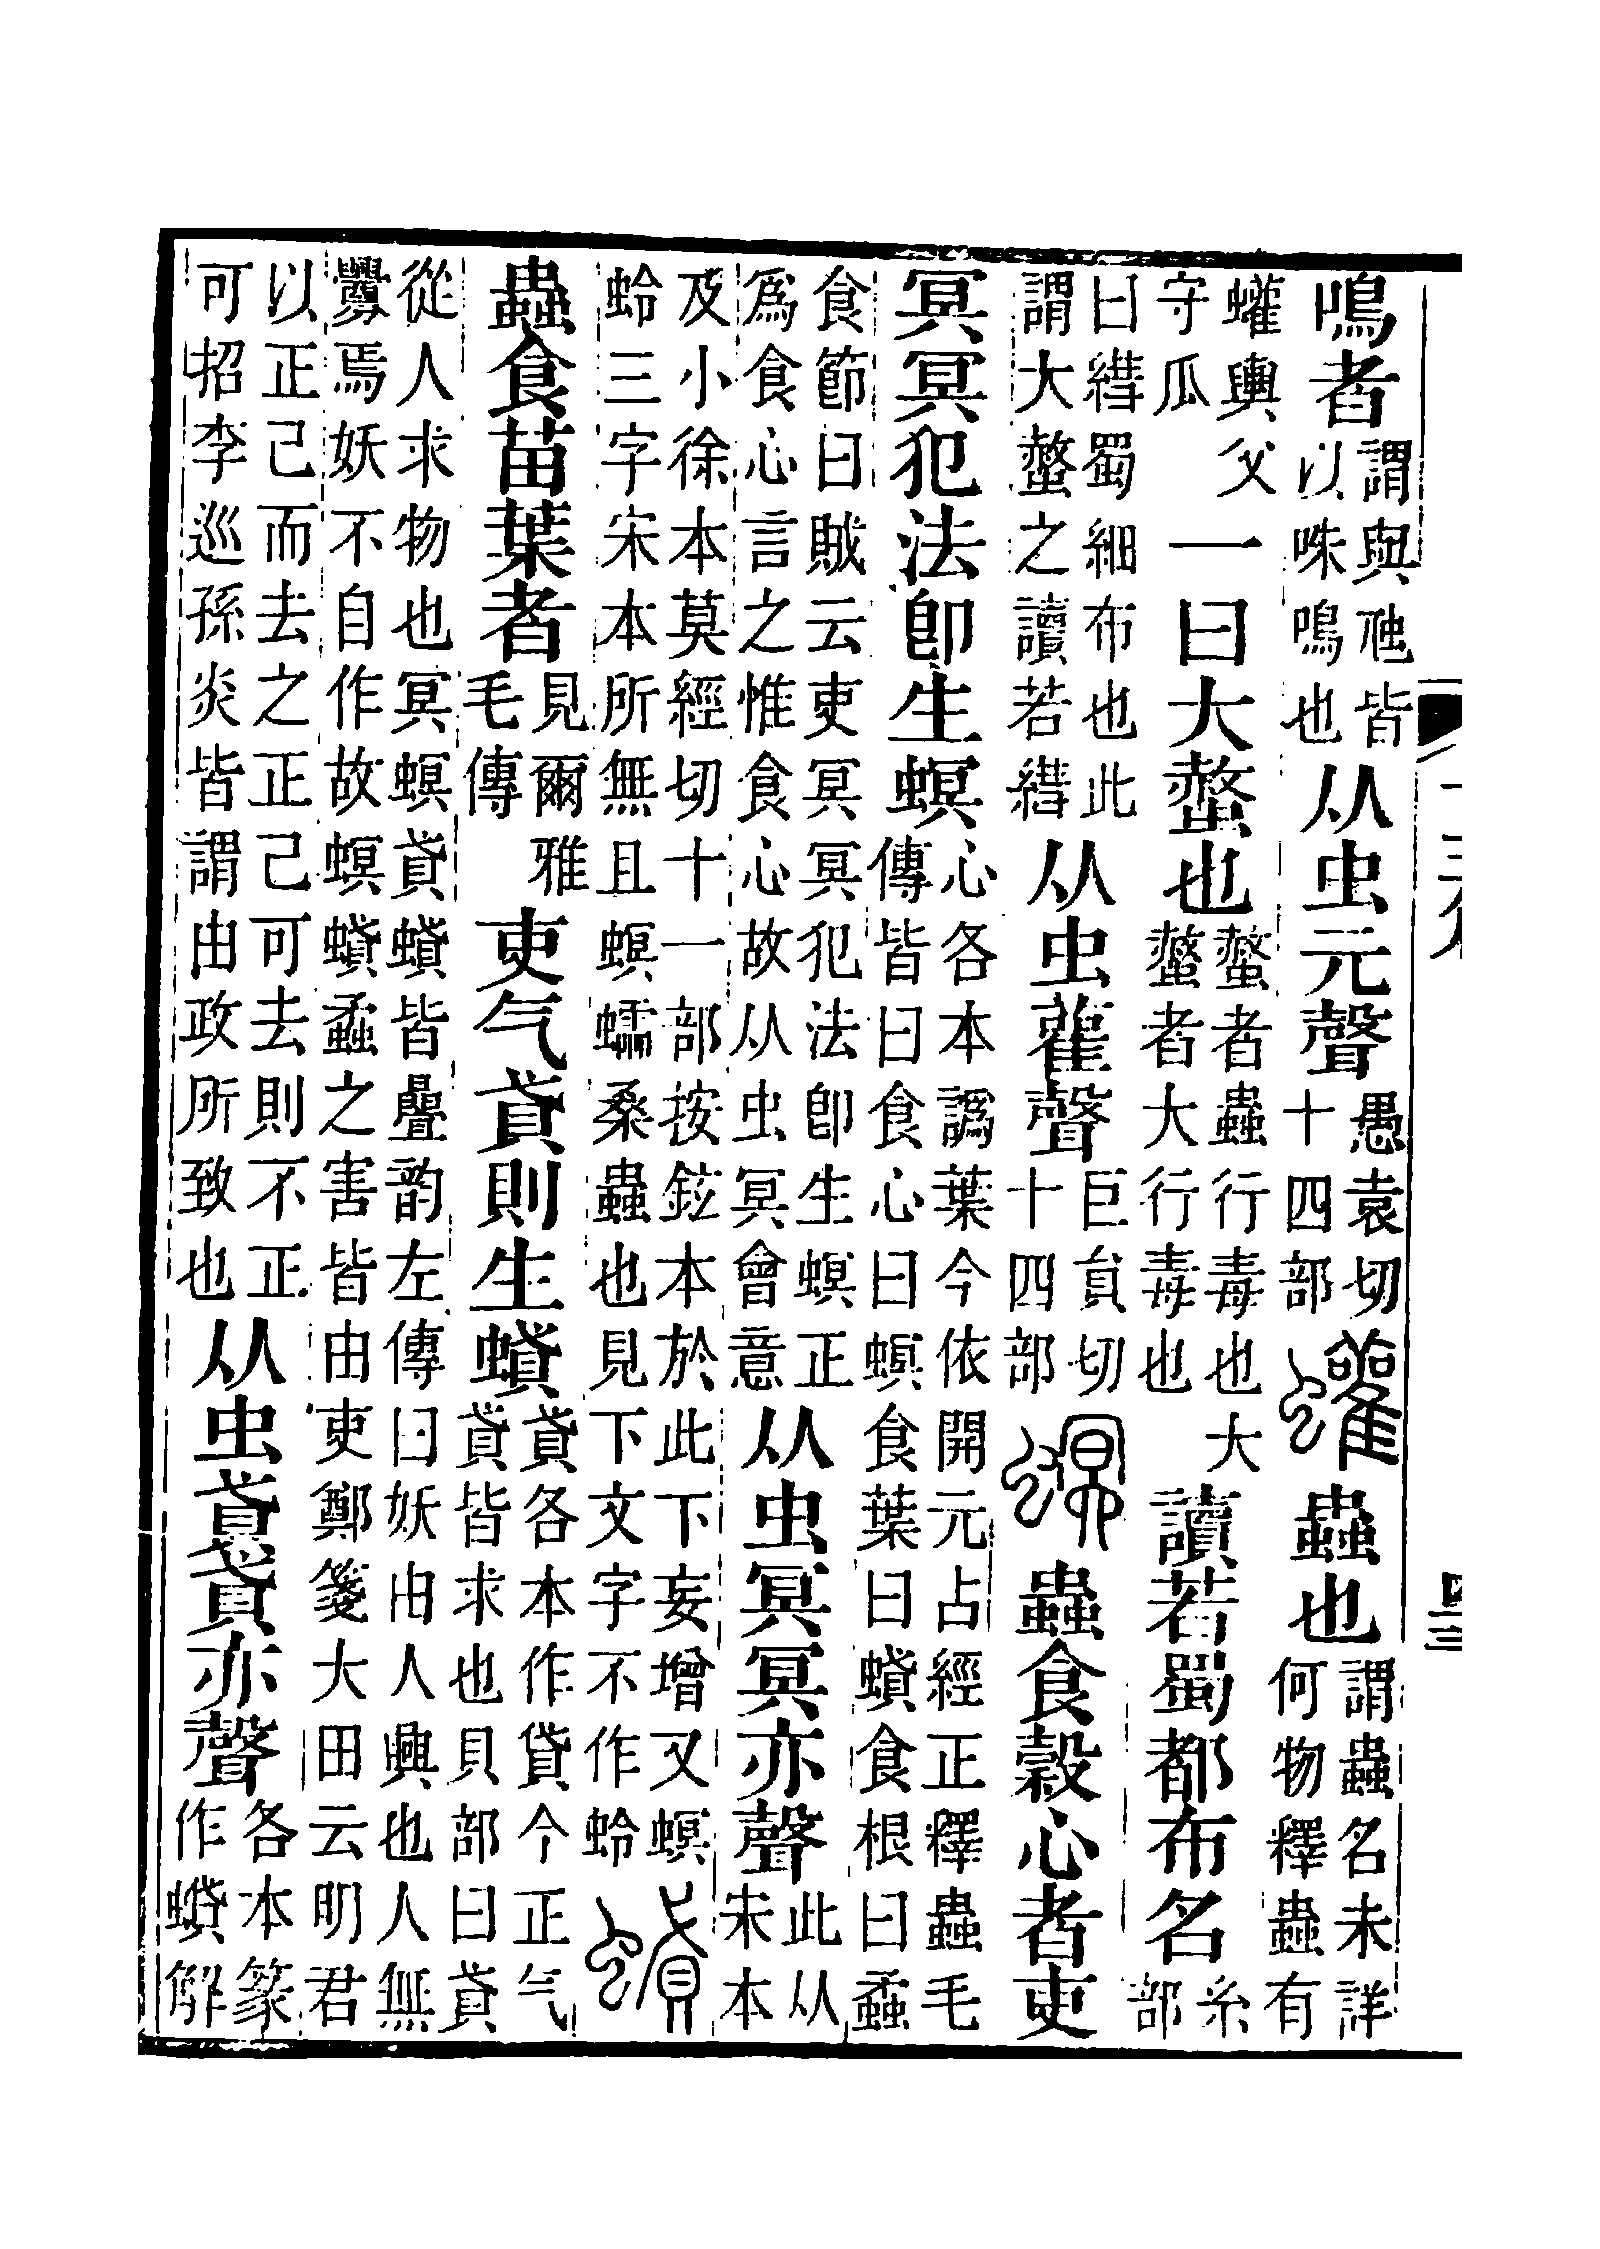 鳴者謂與虺皆以咮鳴也从虫元聲愚袁切十四部蠸蟲也謂蟲名未詳何物釋蟲有
蠸輿父守瓜一曰大螫也螫者蟲行毒也大螫者大行毒也讀若蜀都布名糸部
曰䌖蜀細布也此謂大螫之讀若䌖从虫雚聲巨員切十四部螟蟲食穀心者吏
冥冥犯法卽生螟心各本譌葉今依開元占經正釋蟲毛傳皆曰食心曰螟食葉曰蟘食根曰蟊
食節曰賊云吏冥冥犯法卽生螟正爲食心言之惟食心故从虫冥會意从虫冥冥亦聲此从宋本
及小徐本莫經切十一部按鉉本於此下妄增又螟蛉三字宋本所無且螟蠕桑蟲也見下文字不作蛉蟘
蟲食苗葉者見爾雅毛傳吏气貣則生蟘貣各本作貸今正气貣皆求也貝部曰貣
從人求物也冥螟貣蟘皆曡韵左傳曰妖由人興也人無釁焉妖不自作故螟蟘蟊之害皆由吏鄭箋大田云明君
以正己而去之正己可去則不正可招李巡孫炎皆謂由政所致也从虫貣貣亦聲各本篆作蟘解